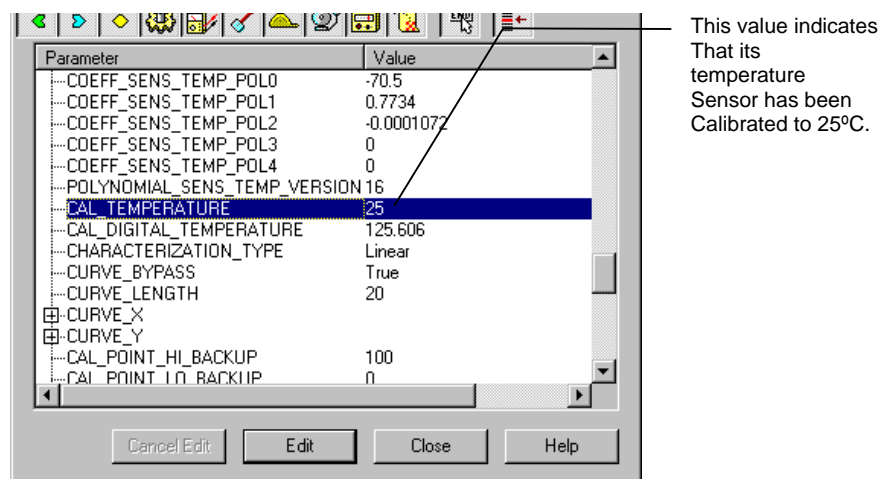 END
This value indicates
That its
temperature
Sensor has been
Calibrated to 25ºC.
Parameter Value
COEFF_SENS_TEMP_POL0 -70.5
COEFF_SENS_TEMP_POL1 0.7734
COEFF_SENS_TEMP_POL2 -0.0001072
COEFF_SENS_TEMP_POL3 0
COEFF_SENS_TEMP_POL4 0
POLYNOMIAL_SENS_TEMP_VERSION 16
CAL_TEMPERATURE 25
CAL_DIGITAL_TEMPERATURE 125.606
CHARACTERIZATION_TYPE Linear
CURVE_BYPASS True
CURVE_LENGTH 20
CURVE_X
CURVE_Y
CAL_POINT_HI_BACKUP 100
CAL_POINT_LO_BACKUP 0
Cancel Edit Edit Close Help